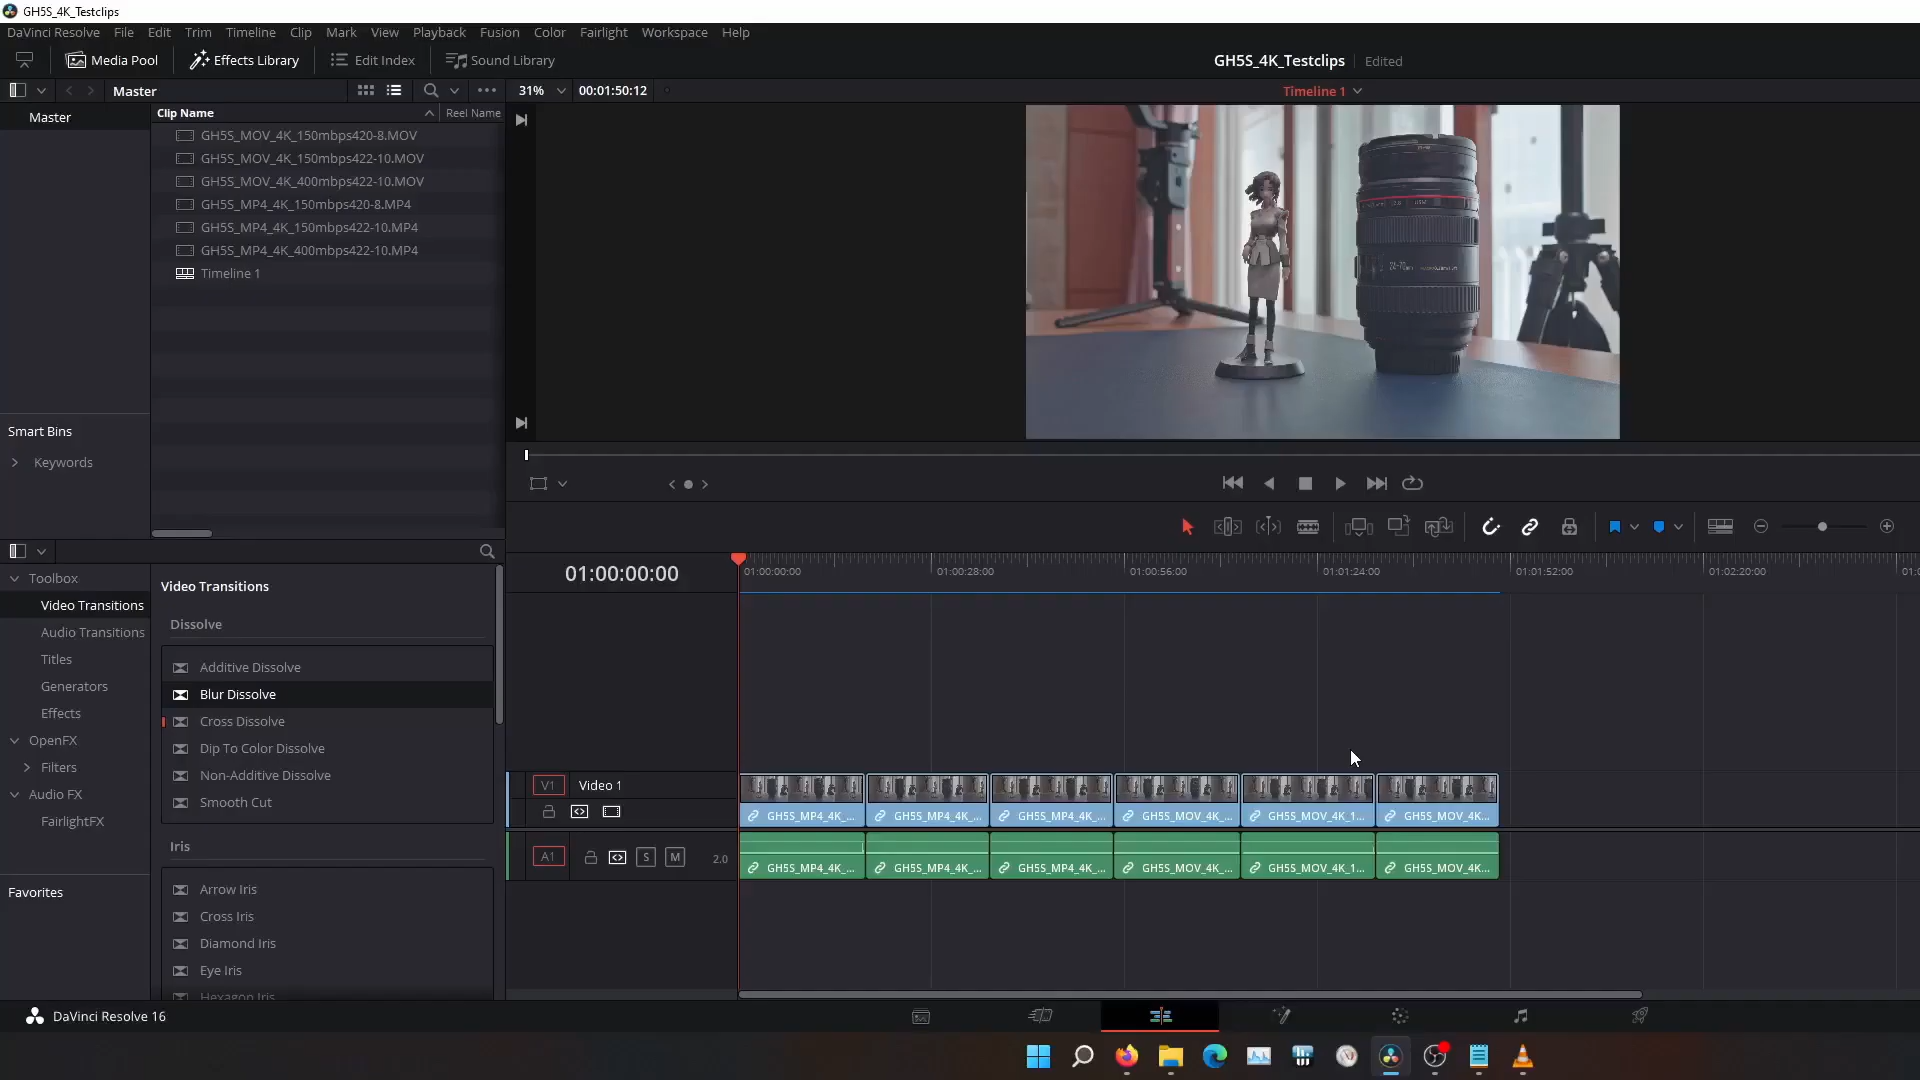 GH5S_4K_Testclips
DaVinci Resolve File Edit Trim Timeline Clip Mark View Playback Fusion Color Fairlight Workspace Help
Media Pool Effects Library Edit Index Sound Library GH5S_4K_Testclips Edited
Master 31% 00:01:50:12 Timeline 1
Master
Clip Name Reel Name
GH5S_MOV_4K_150mbps420-8.MOV
GH5S_MOV_4K_150mbps422-10.MOV
GH5S_MOV_4K_400mbps422-10.MOV
GH5S_MP4_4K_150mbps420-8.MP4
GH5S_MP4_4K_150mbps422-10.MP4
GH5S_MP4_4K_400mbps422-10.MP4
Timeline 1
Smart Bins
Keywords
Toolbox
Video Transitions
Audio Transitions
Titles
Generators
Effects
OpenFX
Filters
Audio FX
FairlightFX
Favorites
Video Transitions
Dissolve
Additive Dissolve
Blur Dissolve
Cross Dissolve
Dip To Color Dissolve
Non-Additive Dissolve
Smooth Cut
Iris
Arrow Iris
Cross Iris
Diamond Iris
Eye Iris
Hexagon Iris
01:00:00:00
01:00:00:00 01:00:28:00 01:00:56:00 01:01:24:00 01:01:52:00 01:02:20:00
V1 Video 1
GH5S_MP4_4K_... GH5S_MP4_4K_... GH5S_MP4_4K_... GH5S_MOV_4K_... GH5S_MOV_4K_1... GH5S_MOV_4K...
A1 S M 2.0
GH5S_MP4_4K_... GH5S_MP4_4K_... GH5S_MP4_4K_... GH5S_MOV_4K_... GH5S_MOV_4K_1... GH5S_MOV_4K...
DaVinci Resolve 16